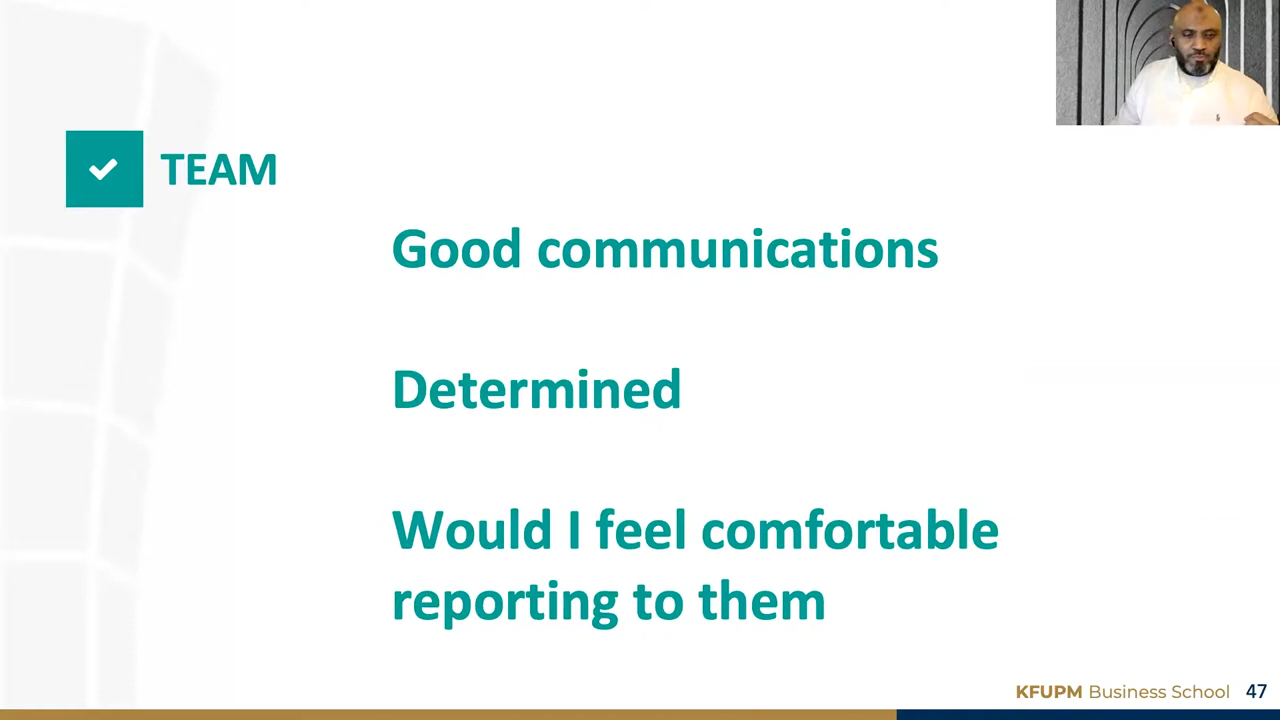 TEAM
Good communications
Determined
Would I feel comfortable
reporting to them
KFUPM Business School 47